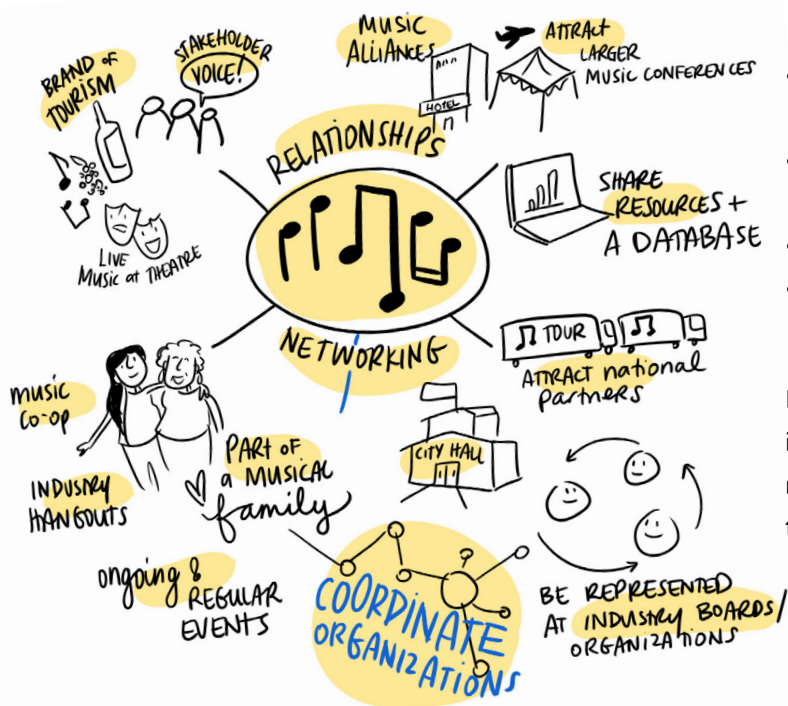 BRAND OF
TOURISM
STAKEHOLDER
VOICE!
MUSIC
ALLIANCES
HOTEL
ATTRACT
LARGER
MUSIC CONFERENCES
RELATIONSHIPS
LIVE
MUSIC at THEATRE
SHARE
RESOURCES +
A DATABASE
NETWORKING
TOUR
ATTRACT national
partners
music
co-op
INDUSTRY
HANGOUTS
PART OF
a MUSICAL
family
CITY HALL
ongoing &
REGULAR
EVENTS
COORDINATE
ORGANIZATIONS
BE REPRESENTED
AT INDUSTRY BOARDS/
ORGANIZATIONS